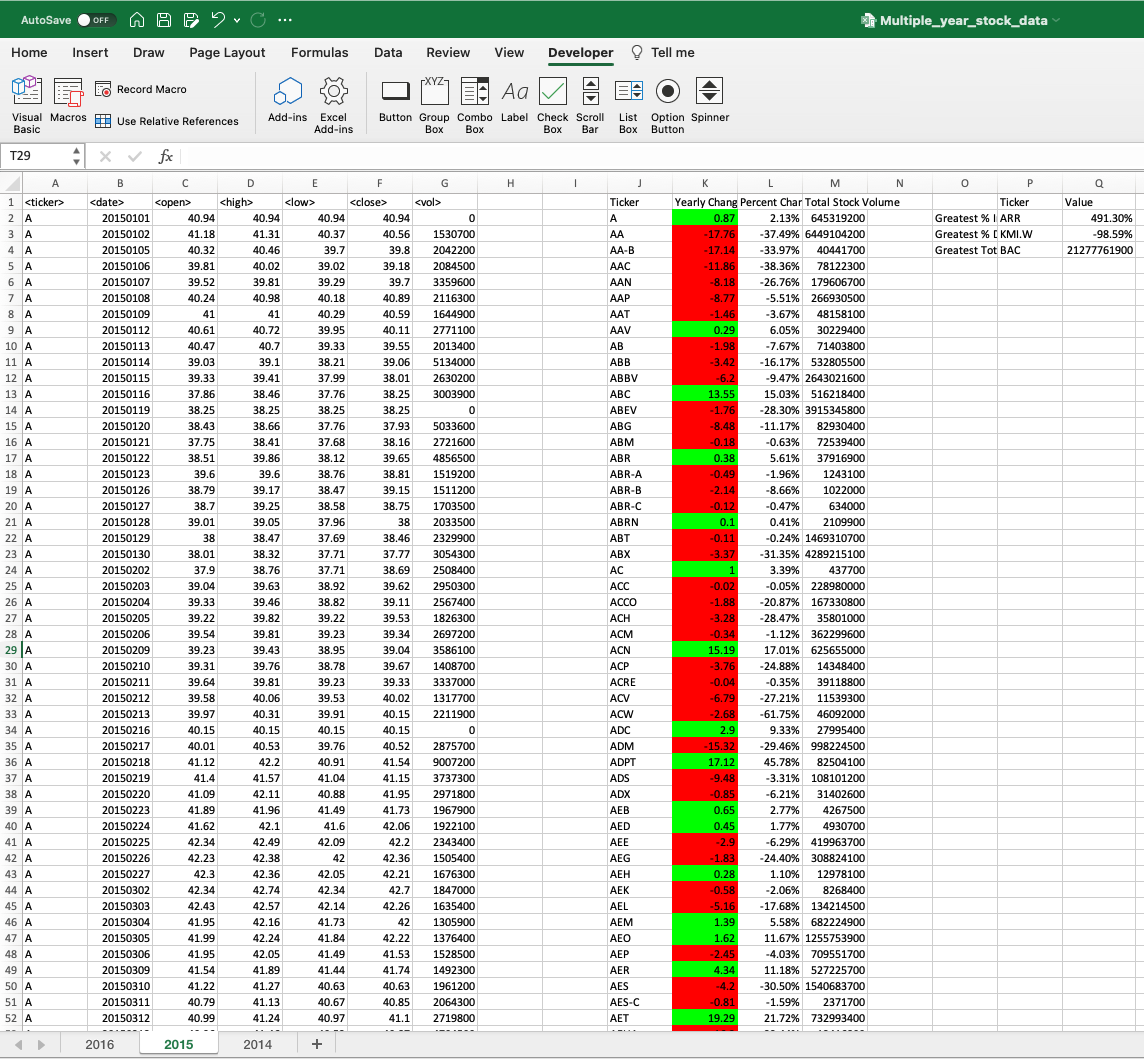 AutoSave OFF Multiple_year_stock_data
Home Insert Draw Page Layout Formulas Data Review View Developer Tell me
Visual Basic Macros Record Macro Use Relative References Add-ins Excel Add-ins Button Group Box Combo Box Label Check Box Scroll Bar List Box Option Button Spinner
T29 fx
A B C D E F G H I J K L M N O P Q
1 <ticker> <date> <open> <high> <low> <close> <vol> Ticker Yearly Chang Percent Char Total Stock Volume Ticker Value
2 A 20150101 40.94 40.94 40.94 40.94 0 A 0.87 2.13% 645319200 Greatest % I ARR 491.30%
3 A 20150102 41.18 41.31 40.37 40.56 1530700 AA -17.76 -37.49% 6449104200 Greatest % D KMI.W -98.59%
4 A 20150105 40.32 40.46 39.7 39.8 2042200 AA-B -17.14 -33.97% 40441700 Greatest Tot BAC 21277761900
5 A 20150106 39.81 40.02 39.02 39.18 2084500 AAC -11.86 -38.36% 78122300
6 A 20150107 39.52 39.81 39.29 39.7 3359600 AAN -8.18 -26.76% 179606700
7 A 20150108 40.24 40.98 40.18 40.89 2116300 AAP -8.77 -5.51% 266930500
8 A 20150109 41 41 40.29 40.59 1644900 AAT -1.46 -3.67% 48158100
9 A 20150112 40.61 40.72 39.95 40.11 2771100 AAV 0.29 6.05% 30229400
10 A 20150113 40.47 40.7 39.33 39.55 2013400 AB -1.98 -7.67% 71403800
11 A 20150114 39.03 39.1 38.21 39.06 5134000 ABB -3.42 -16.17% 532805500
12 A 20150115 39.33 39.41 37.99 38.01 2630200 ABBV -6.2 -9.47% 2643021600
13 A 20150116 37.86 38.46 37.76 38.25 3003900 ABC 13.55 15.03% 516218400
14 A 20150119 38.25 38.25 38.25 38.25 0 ABEV -1.76 -28.30% 3915345800
15 A 20150120 38.43 38.66 37.76 37.93 5033600 ABG -8.48 -11.17% 82930400
16 A 20150121 37.75 38.41 37.68 38.16 2721600 ABM -0.18 -0.63% 72539400
17 A 20150122 38.51 39.86 38.12 39.65 4856500 ABR 0.38 5.61% 37916900
18 A 20150123 39.6 39.6 38.76 38.81 1519200 ABR-A -0.49 -1.96% 1243100
19 A 20150126 38.79 39.17 38.47 39.15 1511200 ABR-B -2.14 -8.66% 1022000
20 A 20150127 38.7 39.25 38.58 38.75 1703500 ABR-C -0.12 -0.47% 634000
21 A 20150128 39.01 39.05 37.96 38 2033500 ABRN 0.1 0.41% 2109900
22 A 20150129 38 38.47 37.69 38.46 2329900 ABT -0.11 -0.24% 1469310700
23 A 20150130 38.01 38.32 37.71 37.77 3054300 ABX -3.37 -31.35% 4289215100
24 A 20150202 37.9 38.76 37.71 38.69 2508400 AC 1 3.39% 437700
25 A 20150203 39.04 39.63 38.92 39.62 2950300 ACC -0.02 -0.05% 228980000
26 A 20150204 39.33 39.46 38.82 39.11 2567400 ACCO -1.88 -20.87% 167330800
27 A 20150205 39.22 39.82 39.22 39.53 1826300 ACH -3.28 -28.47% 35801000
28 A 20150206 39.54 39.81 39.23 39.34 2697200 ACM -0.34 -1.12% 362299600
29 A 20150209 39.23 39.43 38.95 39.04 3586100 ACN 15.19 17.01% 625655000
30 A 20150210 39.31 39.76 38.78 39.67 1408700 ACP -3.76 -24.88% 14348400
31 A 20150211 39.64 39.81 39.23 39.33 3337000 ACRE -0.04 -0.35% 39118800
32 A 20150212 39.58 40.06 39.53 40.02 1317700 ACV -6.79 -27.21% 11539300
33 A 20150213 39.97 40.31 39.91 40.15 2211900 ACW -2.68 -61.75% 46092000
34 A 20150216 40.15 40.15 40.15 40.15 0 ADC 2.9 9.33% 27995400
35 A 20150217 40.01 40.53 39.76 40.52 2875700 ADM -15.32 -29.46% 998224500
36 A 20150218 41.12 42.2 40.91 41.54 9007200 ADPT 17.12 45.78% 82504100
37 A 20150219 41.4 41.57 41.04 41.15 3737300 ADS -9.48 -3.31% 108101200
38 A 20150220 41.09 42.11 40.88 41.95 2971800 ADX -0.85 -6.21% 31402600
39 A 20150223 41.89 41.96 41.49 41.73 1967900 AEB 0.65 2.77% 4267500
40 A 20150224 41.62 42.1 41.6 42.06 1922100 AED 0.45 1.77% 4930700
41 A 20150225 42.34 42.49 42.09 42.2 2343400 AEE -2.9 -6.29% 419963700
42 A 20150226 42.23 42.38 42 42.36 1505400 AEG -1.83 -24.40% 308824100
43 A 20150227 42.3 42.36 42.05 42.21 1676300 AEH 0.28 1.10% 12978100
44 A 20150302 42.34 42.74 42.34 42.7 1847000 AEK -0.58 -2.06% 8268400
45 A 20150303 42.43 42.57 42.14 42.26 1635400 AEL -5.16 -17.68% 134214500
46 A 20150304 41.95 42.16 41.73 42 1305900 AEM 1.39 5.58% 682224900
47 A 20150305 41.99 42.24 41.84 42.22 1376400 AEO 1.62 11.67% 1255753900
48 A 20150306 41.95 42.05 41.49 41.53 1528500 AEP -2.45 -4.03% 709551700
49 A 20150309 41.54 41.89 41.44 41.74 1492300 AER 4.34 11.18% 527225700
50 A 20150310 41.22 41.27 40.63 40.63 1961200 AES -4.2 -30.50% 1540683700
51 A 20150311 40.79 41.13 40.67 40.85 2064300 AES-C -0.81 -1.59% 2371700
52 A 20150312 40.99 41.24 40.97 41.1 2719800 AET 19.29 21.72% 732993400
2016 2015 2014 +